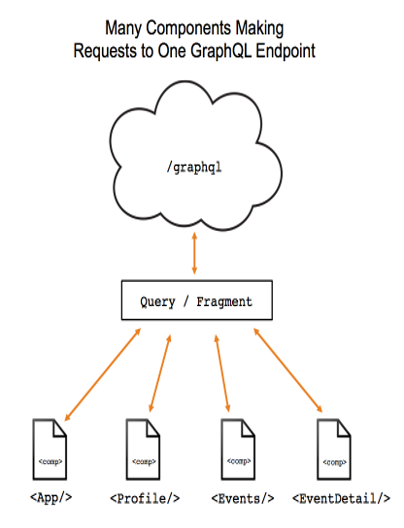 Many Components Making
Requests to One GraphQL Endpoint
/graphql
Query / Fragment
<comp> <comp> <comp> <comp>
<App/> <Profile/> <Events/> <EventDetail/>